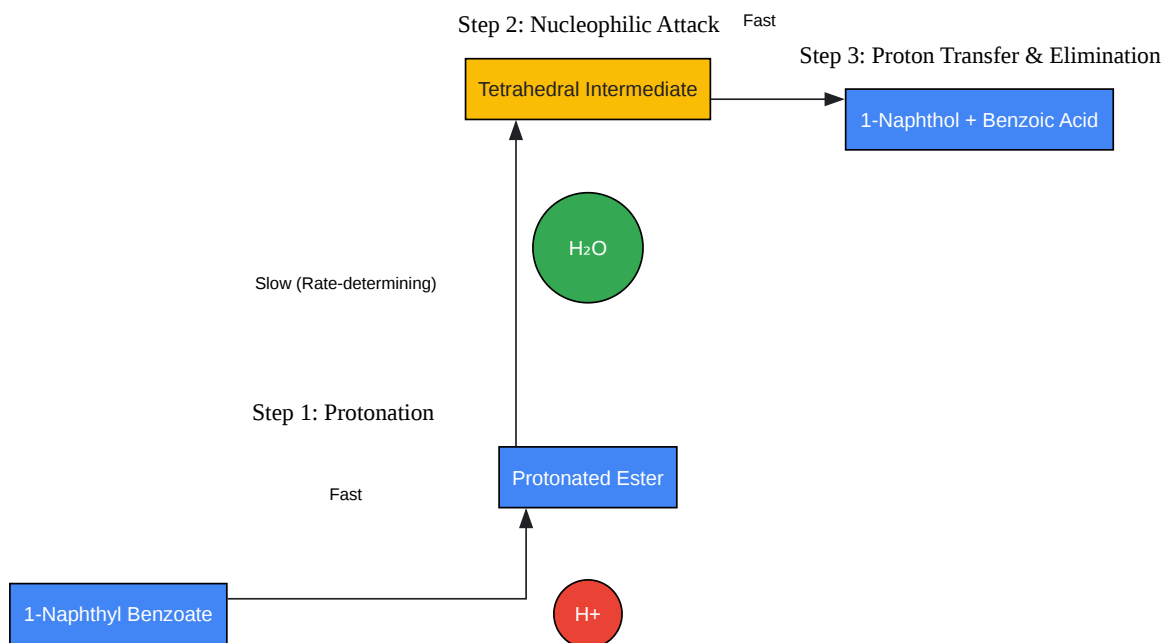 Step 2: Nucleophilic Attack
Fast
Step 3: Proton Transfer & Elimination
Tetrahedral Intermediate
1-Naphthol + Benzoic Acid
H₂O
Slow (Rate-determining)
Step 1: Protonation
Protonated Ester
Fast
1-Naphthyl Benzoate
H+